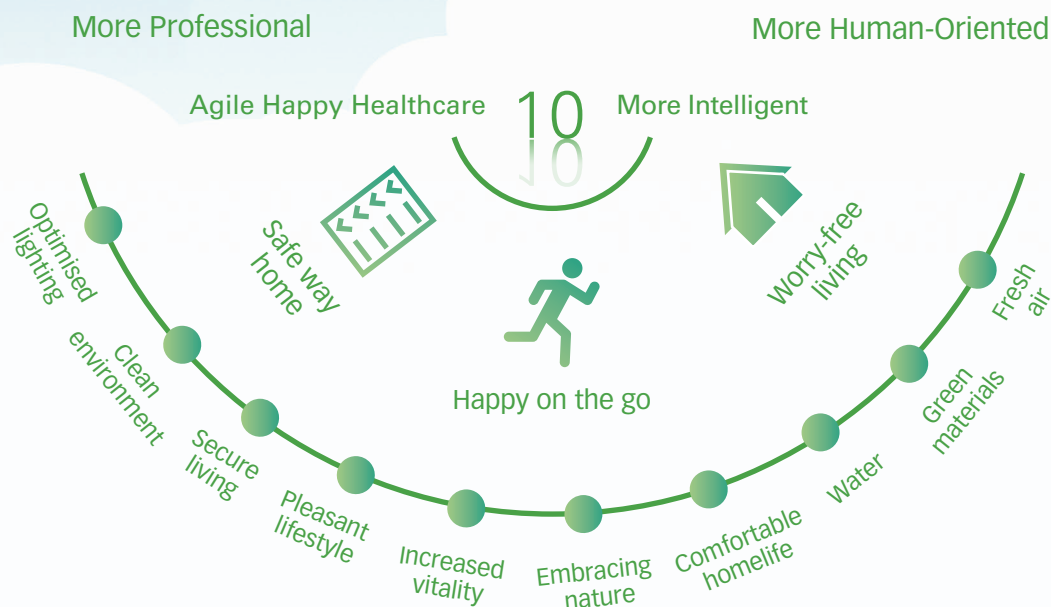 More Professional
More Human-Oriented
Agile Happy Healthcare
10
More Intelligent
Safe way
home
Happy on the go
Worry-free
living
Optimised
lighting
Clean
environment
Secure
living
Pleasant
lifestyle
Increased
vitality
Embracing
nature
Comfortable
homelife
Water
Green
materials
Fresh
air